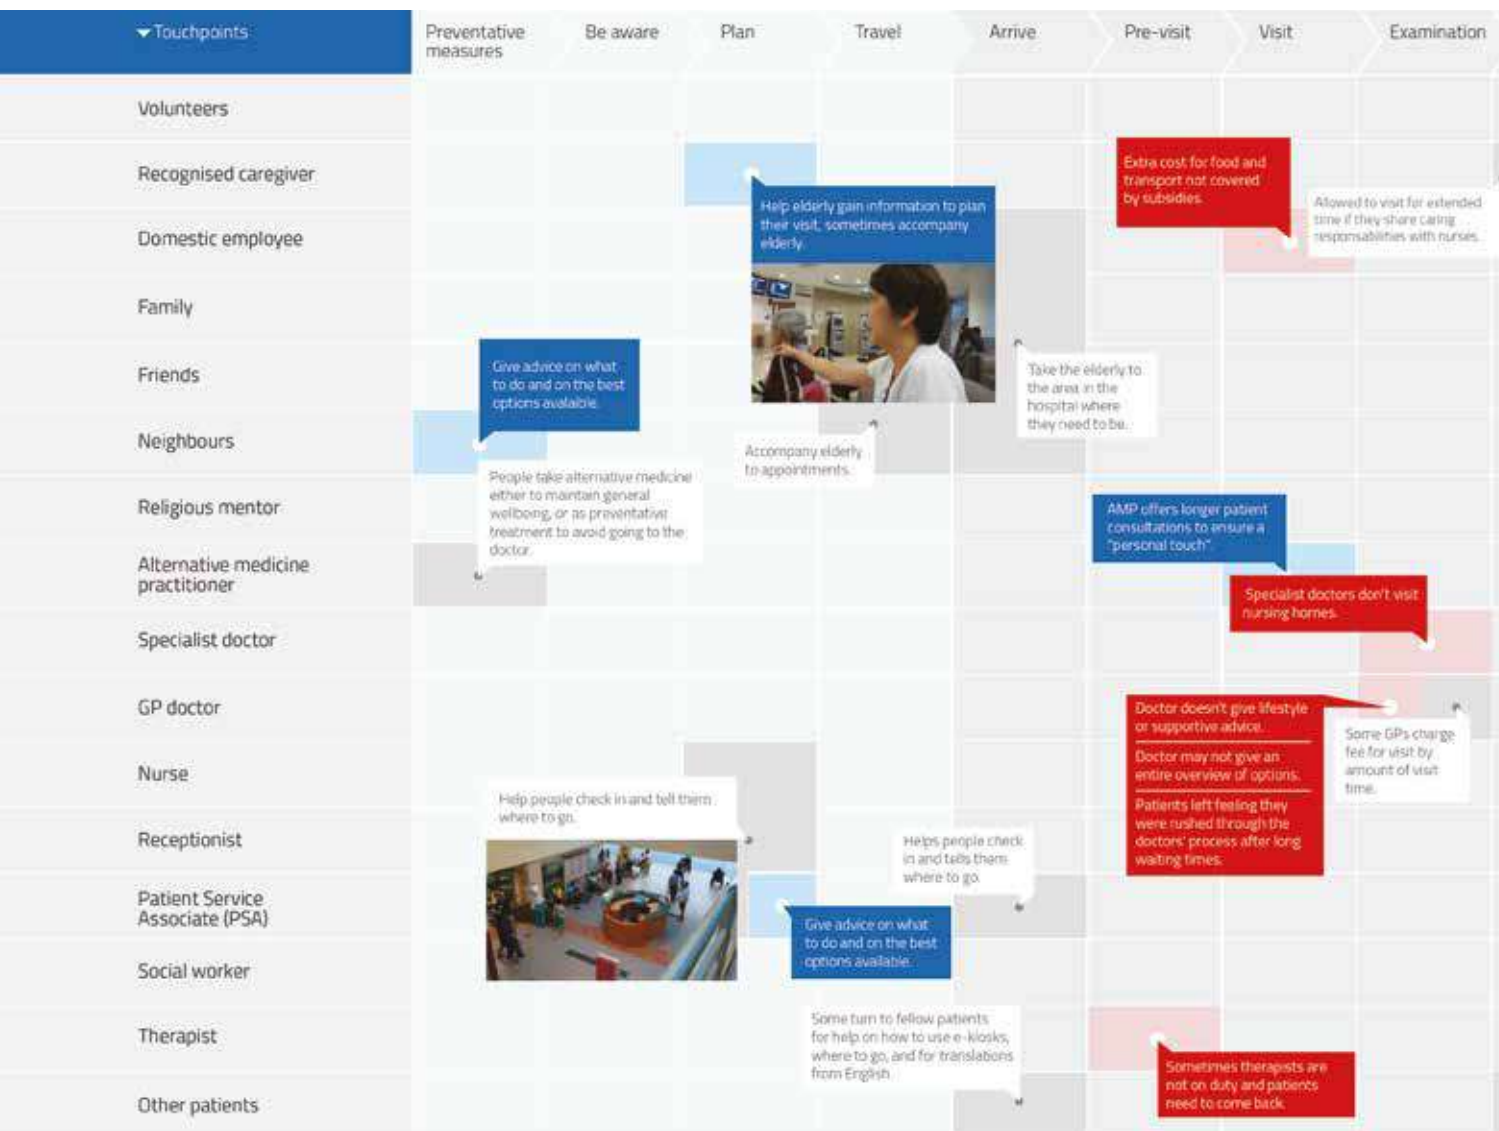 Touchpoints
Preventative
measures
Be aware
Plan
Travel
Arrive
Pre-visit
Visit
Examination
Volunteers
Recognised caregiver
Domestic employee
Family
Friends
Neighbours
Religious mentor
Alternative medicine
practitioner
Specialist doctor
GP doctor
Nurse
Receptionist
Patient Service
Associate (PSA)
Social worker
Therapist
Other patients
Extra cost for food and
transport not covered
by subsidies.
Allowed to visit for extended
time if they share caring
responsabilities with nurses.
Help elderly gain information to plan
their visit, sometimes accompany
elderly.
Give advice on what
to do and on the best
options avalaible.
Take the elderly to
the area in the
hospital where
they need to be.
Accompany elderly
to appointments.
People take alternative medicine
either to maintain general
wellbeing, or as preventative
treatment to avoid going to the
doctor.
AMP offers longer patient
consultations to ensure a
"personal touch"
Specialist doctors don't visit
nursing homes.
Doctor doesn't give lifestyle
or supportive advice.
Doctor may not give an
entire overview of options.
Patients left feeling they
were rushed through the
doctors' process after long
waiting times.
Some GPs charge
fee for visit by
amount of visit
time.
Help people check in and tell them
where to go.
Helps people check
in and tells them
where to go.
Give advice on what
to do and on the best
options available.
Some turn to fellow patients
for help on how to use e-kiosks,
where to go, and for translations
from English
Sometimes therapists are
not on duty and patients
need to come back.